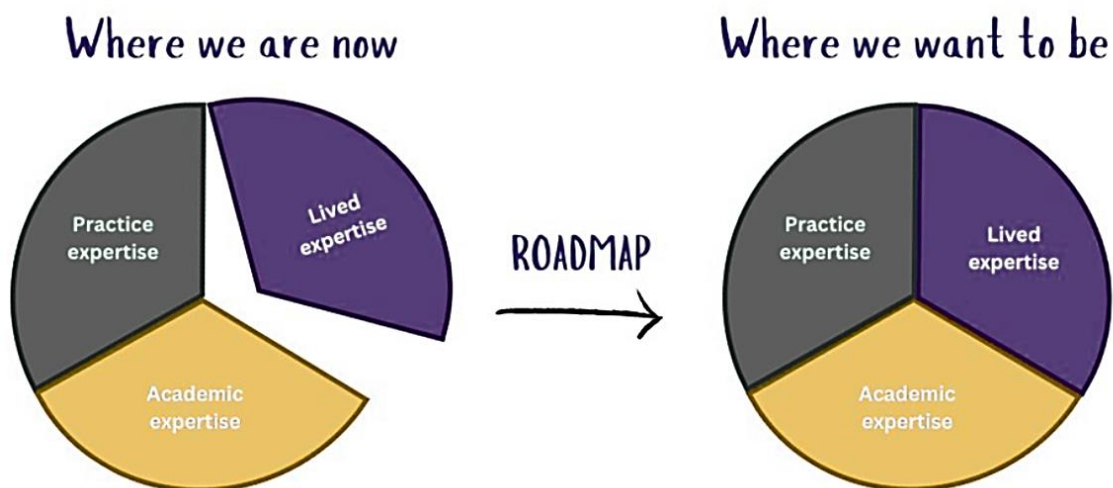 Where we are now
Where we want to be
Practice
expertise
Lived
expertise
Academic
expertise
ROADMAP
Practice
expertise
Lived
expertise
Academic
expertise